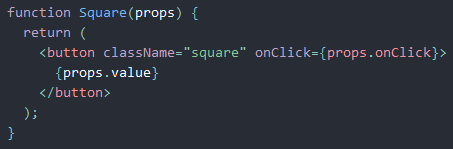 function Square(props) {
  return (
    <button className="square" onClick={props.onClick}>
      {props.value}
    </button>
  );
}